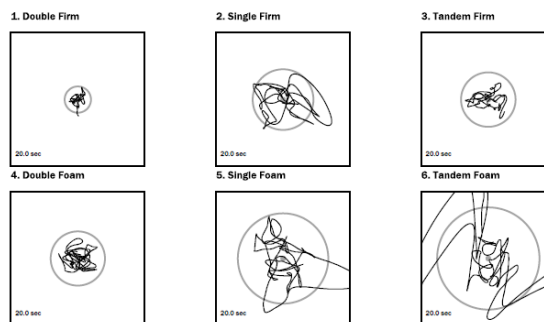 1. Double Firm
2. Single Firm
3. Tandem Firm
20.0 sec
20.0 sec
20.0 sec
4. Double Foam
5. Single Foam
6. Tandem Foam
20.0 sec
20.0 sec
20.0 sec